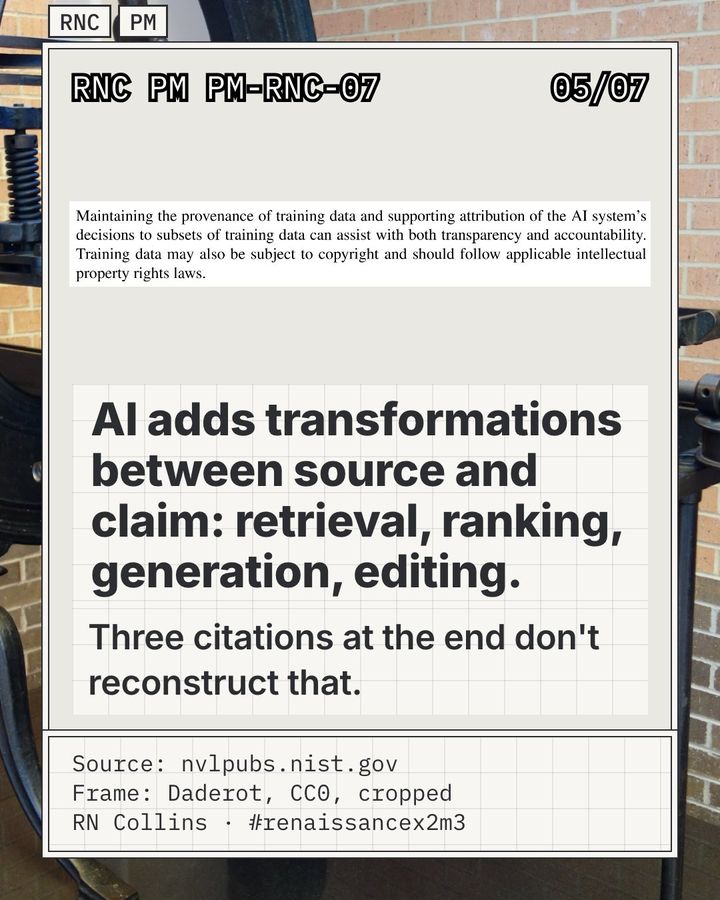 RNC PM
RNC PM PM-RNC-07 05/07
Maintaining the provenance of training data and supporting attribution of the AI system’s
decisions to subsets of training data can assist with both transparency and accountability.
Training data may also be subject to copyright and should follow applicable intellectual
property rights laws.
AI adds transformations
between source and
claim: retrieval, ranking,
generation, editing.
Three citations at the end don't
reconstruct that.
Source: nvlpubs.nist.gov
Frame: Daderot, CC0, cropped
RN Collins · #renaissancex2m3